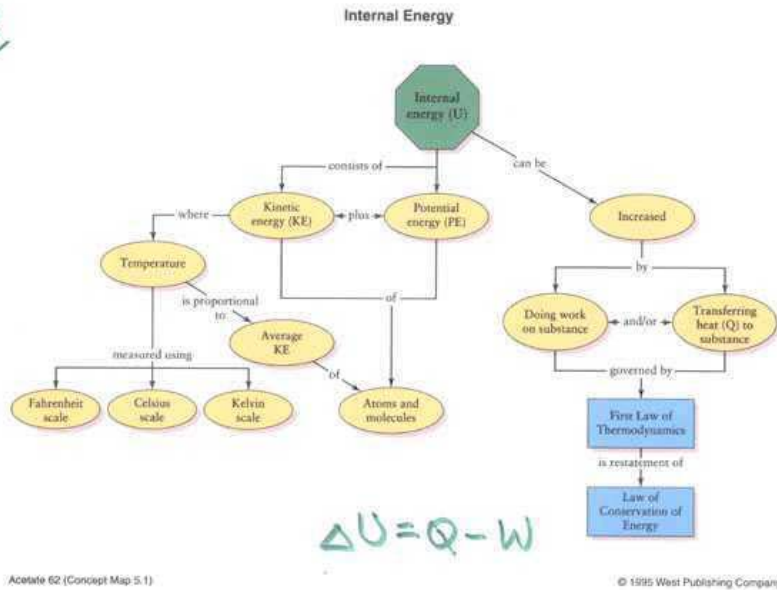 Internal Energy
Internal
energy (U)
consists of
can be
Kinetic
energy (KE)
plus
Potential
energy (PE)
Increased
where
Temperature
by
is proportional
to
of
Doing work
on substance
and/or
Transferring
heat (Q) to
substance
Average
KE
measured using
of
governed by
Fahrenheit
scale
Celsius
scale
Kelvin
scale
Atoms and
molecules
First Law of
Thermodynamics
is restatement of
Law of
Conservation of
Energy
ΔU = Q - W
Acetate 62 (Concept Map 5.1)
© 1995 West Publishing Company